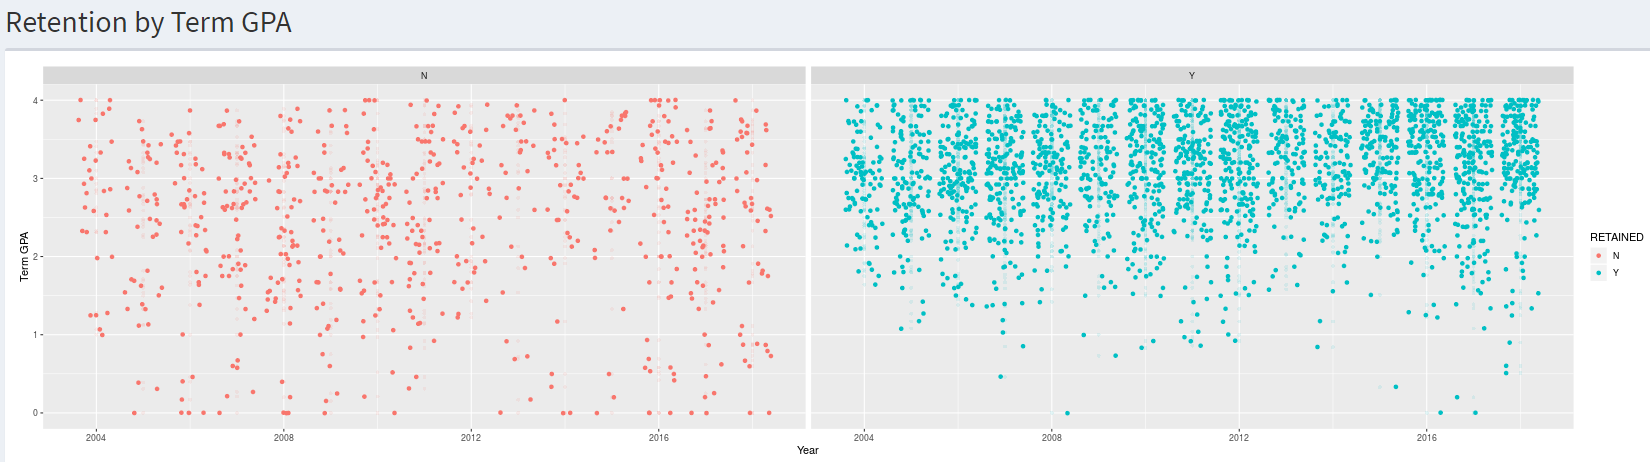 Retention by Term GPA
N
Y
4
3
2
1
0
Term GPA
2004
2008
2012
2016
2004
2008
2012
2016
Year
RETAINED
N
Y